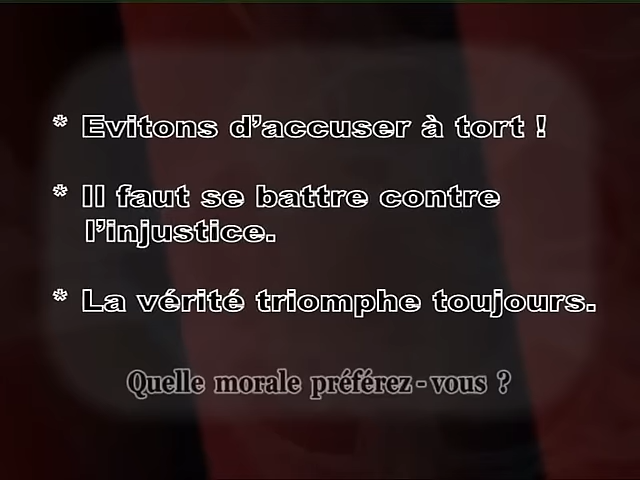 * Evitons d'accuser à tort !
* Il faut se battre contre
l'injustice.
* La vérité triomphe toujours.
Quelle morale préférez-vous ?